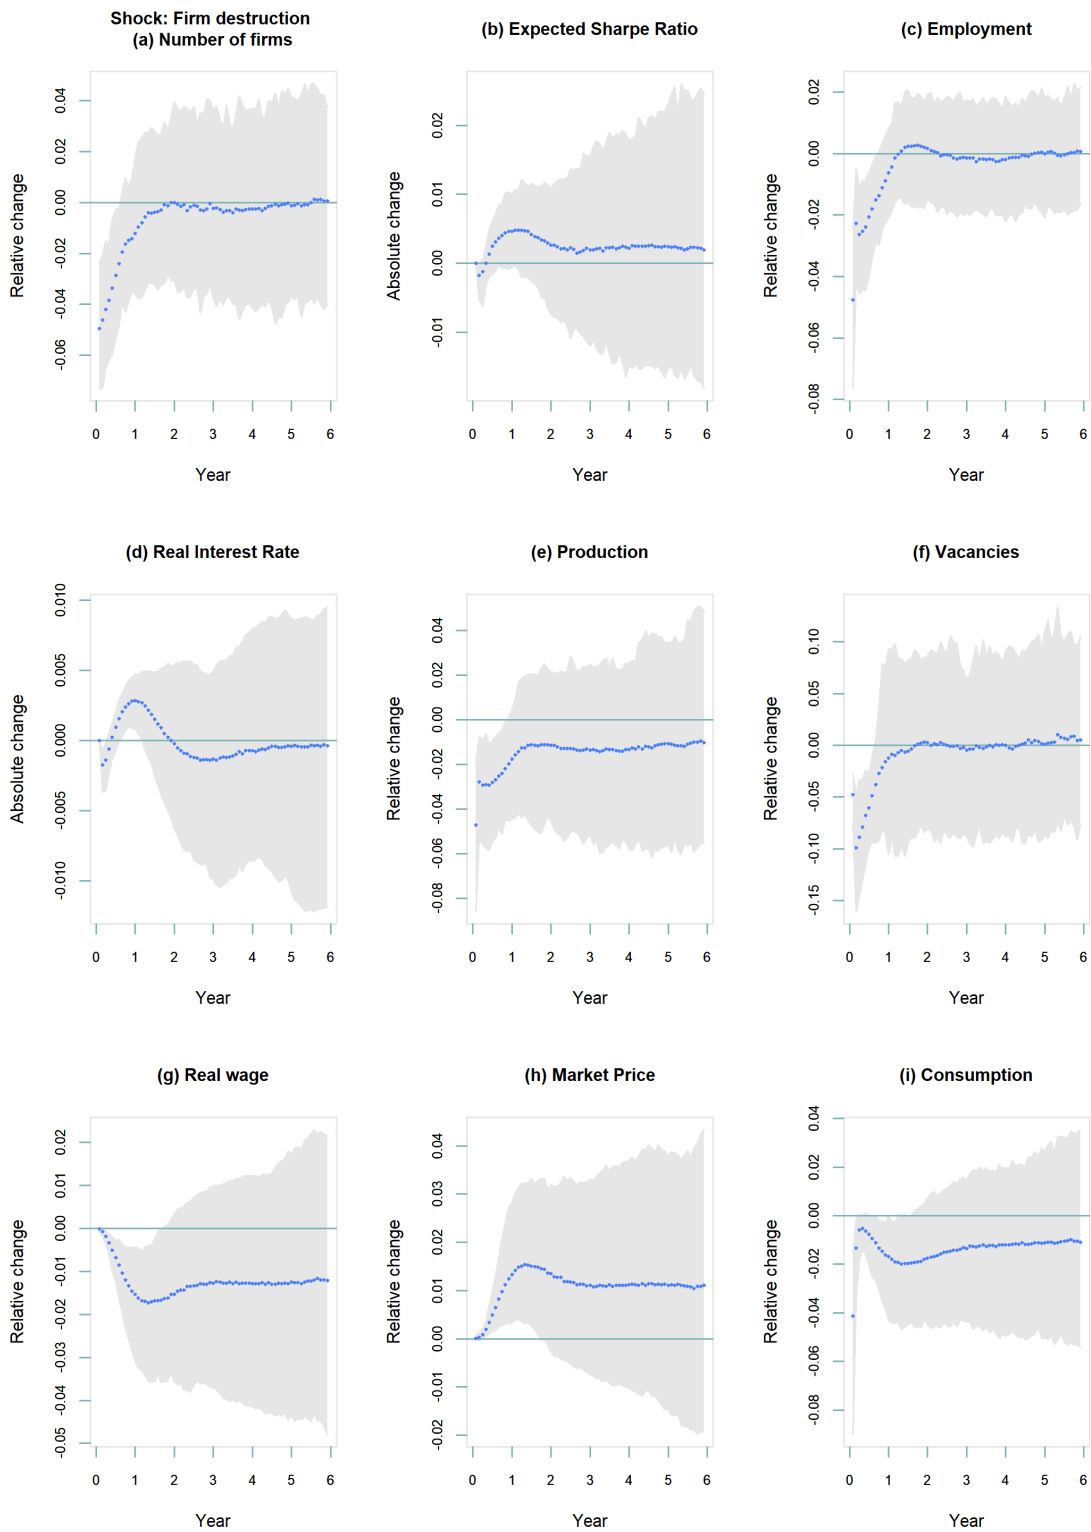 Shock: Firm destruction
(a) Number of firms
Relative change
0.04
0.02
0.00
-0.02
-0.04
-0.06
0 1 2 3 4 5 6
Year
(b) Expected Sharpe Ratio
Absolute change
0.02
0.01
0.00
-0.01
0 1 2 3 4 5 6
Year
(c) Employment
Relative change
0.02
0.00
-0.02
-0.04
-0.06
-0.08
0 1 2 3 4 5 6
Year
(d) Real Interest Rate
Absolute change
0.010
0.005
0.000
-0.005
-0.010
0 1 2 3 4 5 6
Year
(e) Production
Relative change
0.04
0.02
0.00
-0.02
-0.04
-0.06
-0.08
0 1 2 3 4 5 6
Year
(f) Vacancies
Relative change
0.10
0.05
0.00
-0.05
-0.10
-0.15
0 1 2 3 4 5 6
Year
(g) Real wage
Relative change
0.02
0.01
0.00
-0.01
-0.02
-0.03
-0.04
-0.05
0 1 2 3 4 5 6
Year
(h) Market Price
Relative change
0.04
0.03
0.02
0.01
0.00
-0.01
-0.02
0 1 2 3 4 5 6
Year
(i) Consumption
Relative change
0.04
0.02
0.00
-0.02
-0.04
-0.06
-0.08
0 1 2 3 4 5 6
Year